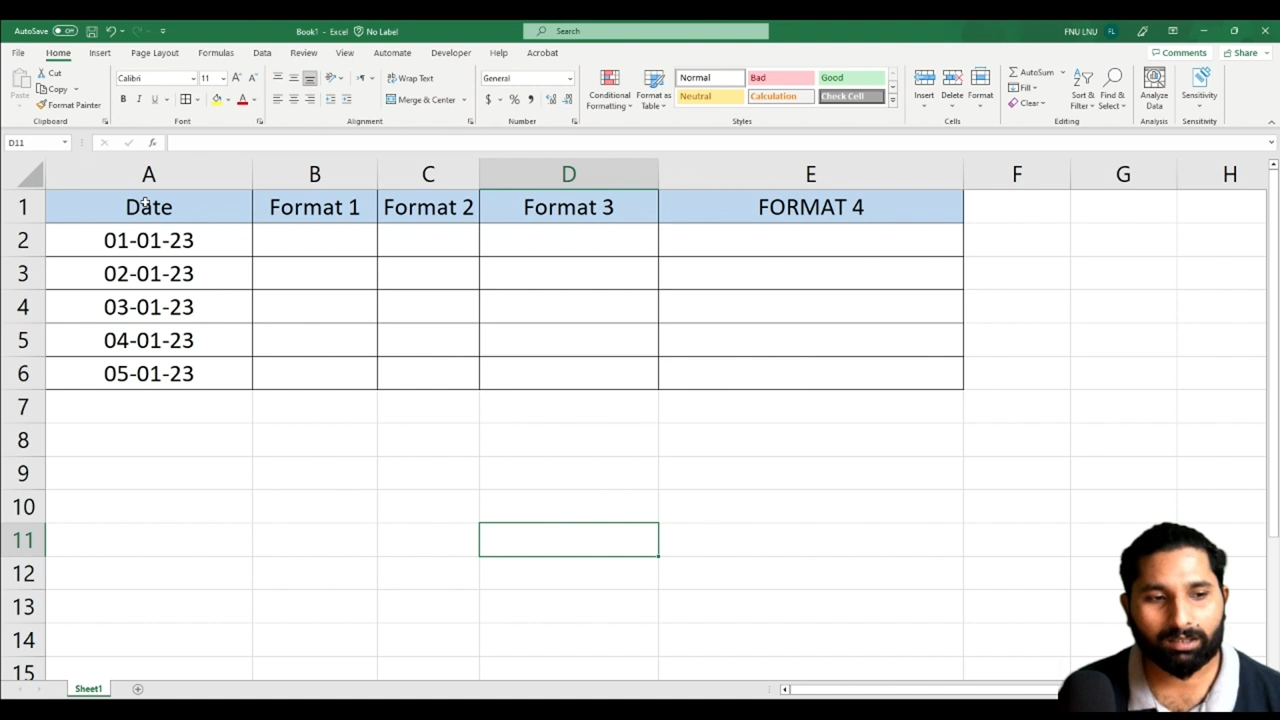 AutoSave Off Book1 - Excel No Label Search FNU LNU FL
File Home Insert Page Layout Formulas Data Review View Automate Developer Help Acrobat Comments Share
Paste Cut Copy Format Painter Clipboard
Calibri 11 A A B I U A Font
Wrap Text Merge & Center Alignment
General $ % Number
Conditional Formatting Format as Table Normal Bad Good Neutral Calculation Check Cell Styles
Insert Delete Format Cells
AutoSum Fill Clear Sort & Filter Find & Select Editing
Analyze Data Analysis
Sensitivity Sensitivity
D11 fx
A B C D E F G H
1 Date Format 1 Format 2 Format 3 FORMAT 4
2 01-01-23
3 02-01-23
4 03-01-23
5 04-01-23
6 05-01-23
7
8
9
10
11
12
13
14
15
Sheet1